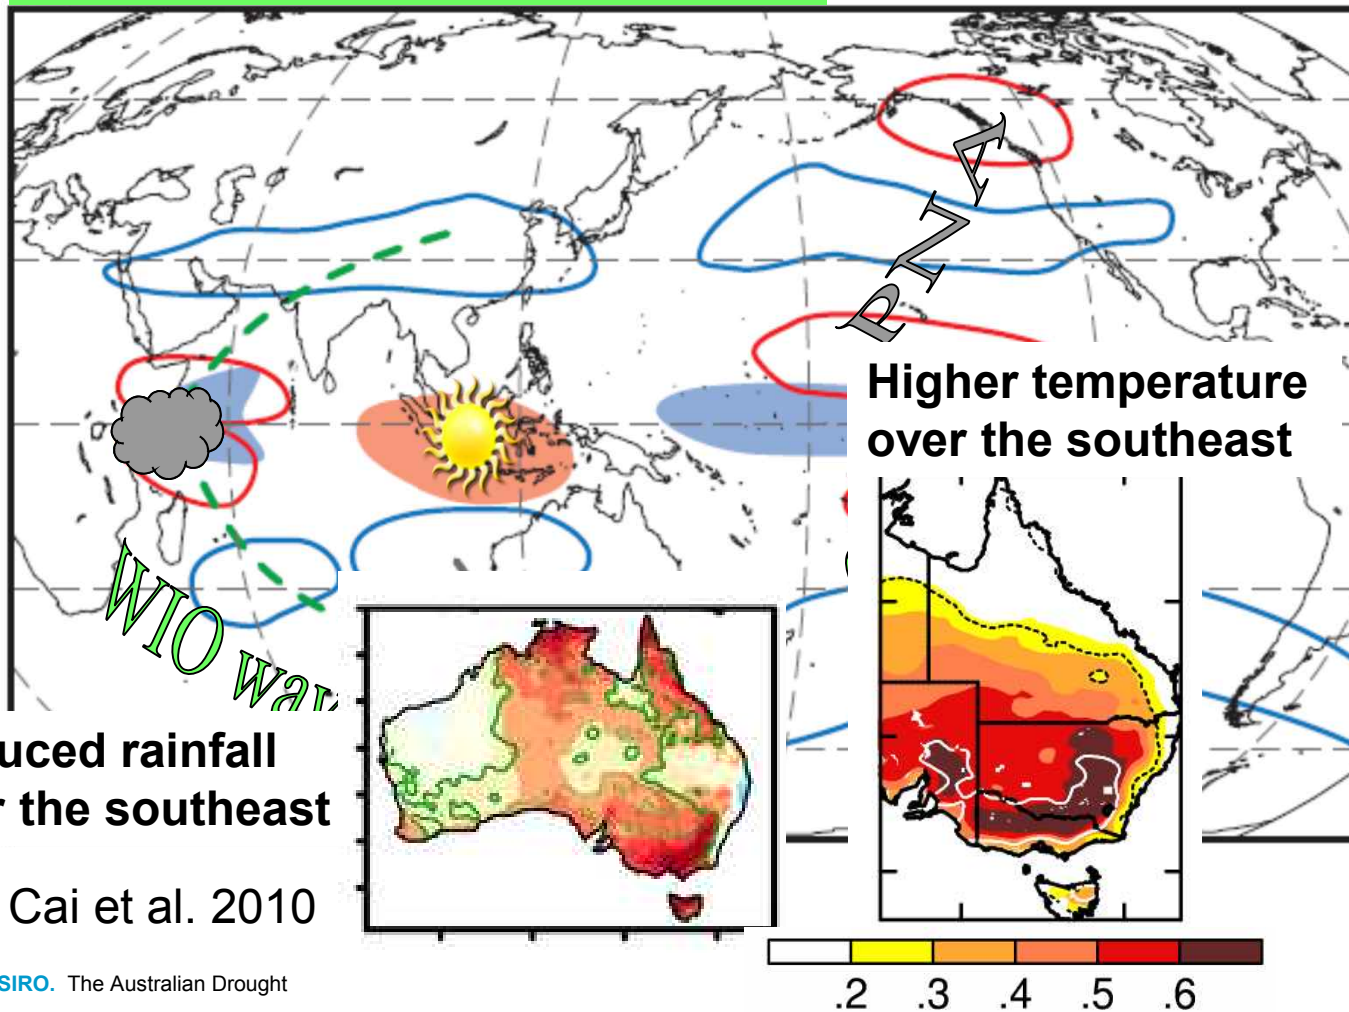 PNA
Higher temperature
over the southeast
WIO wav
uced rainfall
r the southeast
Cai et al. 2010
SIRO. The Australian Drought
.2 .3 .4 .5 .6